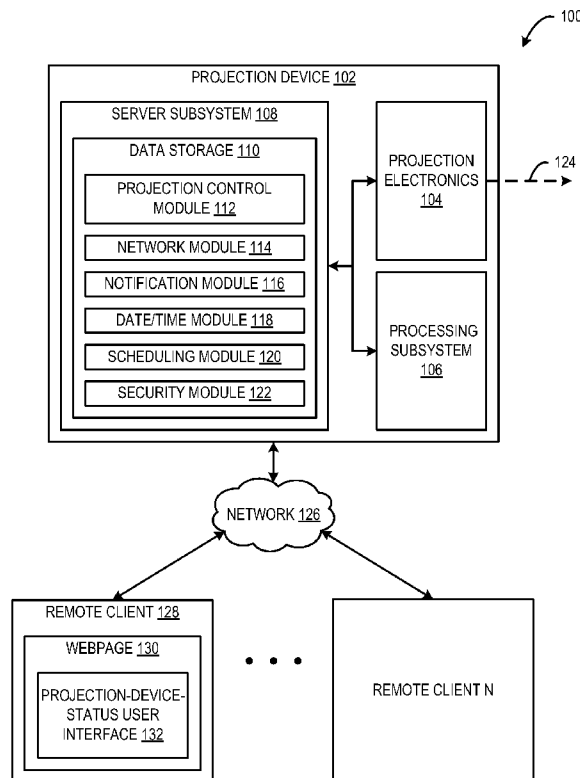 100
PROJECTION DEVICE 102
SERVER SUBSYSTEM 108
DATA STORAGE 110
PROJECTION CONTROL
MODULE 112
NETWORK MODULE 114
NOTIFICATION MODULE 116
DATE/TIME MODULE 118
SCHEDULING MODULE 120
SECURITY MODULE 122
PROJECTION
ELECTRONICS
104
124
PROCESSING
SUBSYSTEM
106
NETWORK 126
REMOTE CLIENT 128
WEBPAGE 130
PROJECTION-DEVICE-
STATUS USER
INTERFACE 132
REMOTE CLIENT N